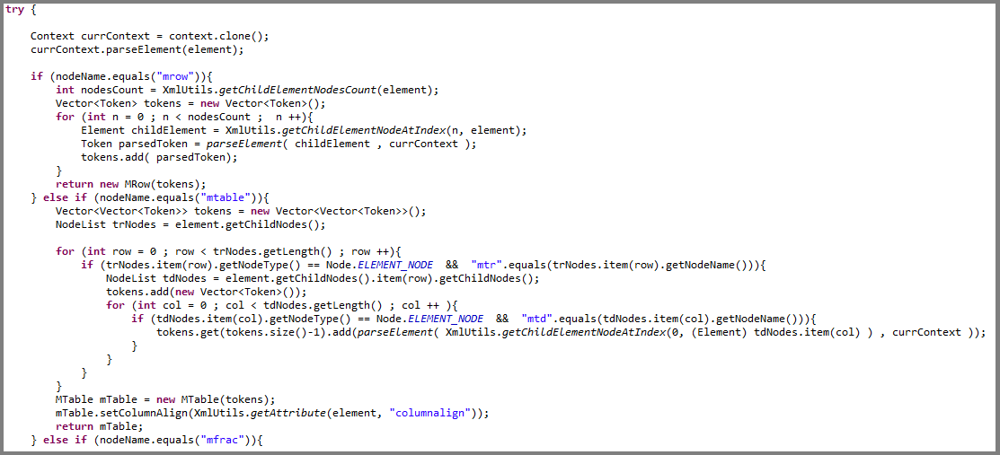 try {
Context currContext = context.clone();
currContext.parseElement(element);
if (nodeName.equals("mrow")){
int nodesCount = XmlUtils.getChildElementNodesCount(element);
Vector<Token> tokens = new Vector<Token>();
for (int n = 0 ; n < nodesCount ;  n ++){
Element childElement = XmlUtils.getChildElementNodeAtIndex(n, element);
Token parsedToken = parseElement( childElement , currContext );
tokens.add( parsedToken);
}
return new MRow(tokens);
} else if (nodeName.equals("mtable")){
Vector<Vector<Token>> tokens = new Vector<Vector<Token>>();
NodeList trNodes = element.getChildNodes();
for (int row = 0 ; row < trNodes.getLength() ; row ++){
if (trNodes.item(row).getNodeType() == Node.ELEMENT_NODE  &&  "mtr".equals(trNodes.item(row).getNodeName())){
NodeList tdNodes = element.getChildNodes().item(row).getChildNodes();
tokens.add(new Vector<Token>());
for (int col = 0 ; col < tdNodes.getLength() ; col ++ ){
if (tdNodes.item(col).getNodeType() == Node.ELEMENT_NODE  &&  "mtd".equals(tdNodes.item(col).getNodeName())){
tokens.get(tokens.size()-1).add(parseElement( XmlUtils.getChildElementNodeAtIndex(0, (Element) tdNodes.item(col) ) , currContext ));
}
}
}
}
MTable mTable = new MTable(tokens);
mTable.setColumnAlign(XmlUtils.getAttribute(element, "columnalign"));
return mTable;
} else if (nodeName.equals("mfrac")){